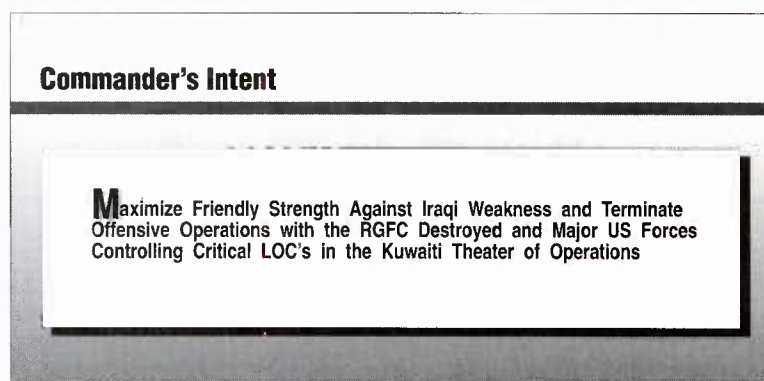 Commander's Intent
Maximize Friendly Strength Against Iraqi Weakness and Terminate
Offensive Operations with the RGFC Destroyed and Major US Forces
Controlling Critical LOC's in the Kuwaiti Theater of Operations